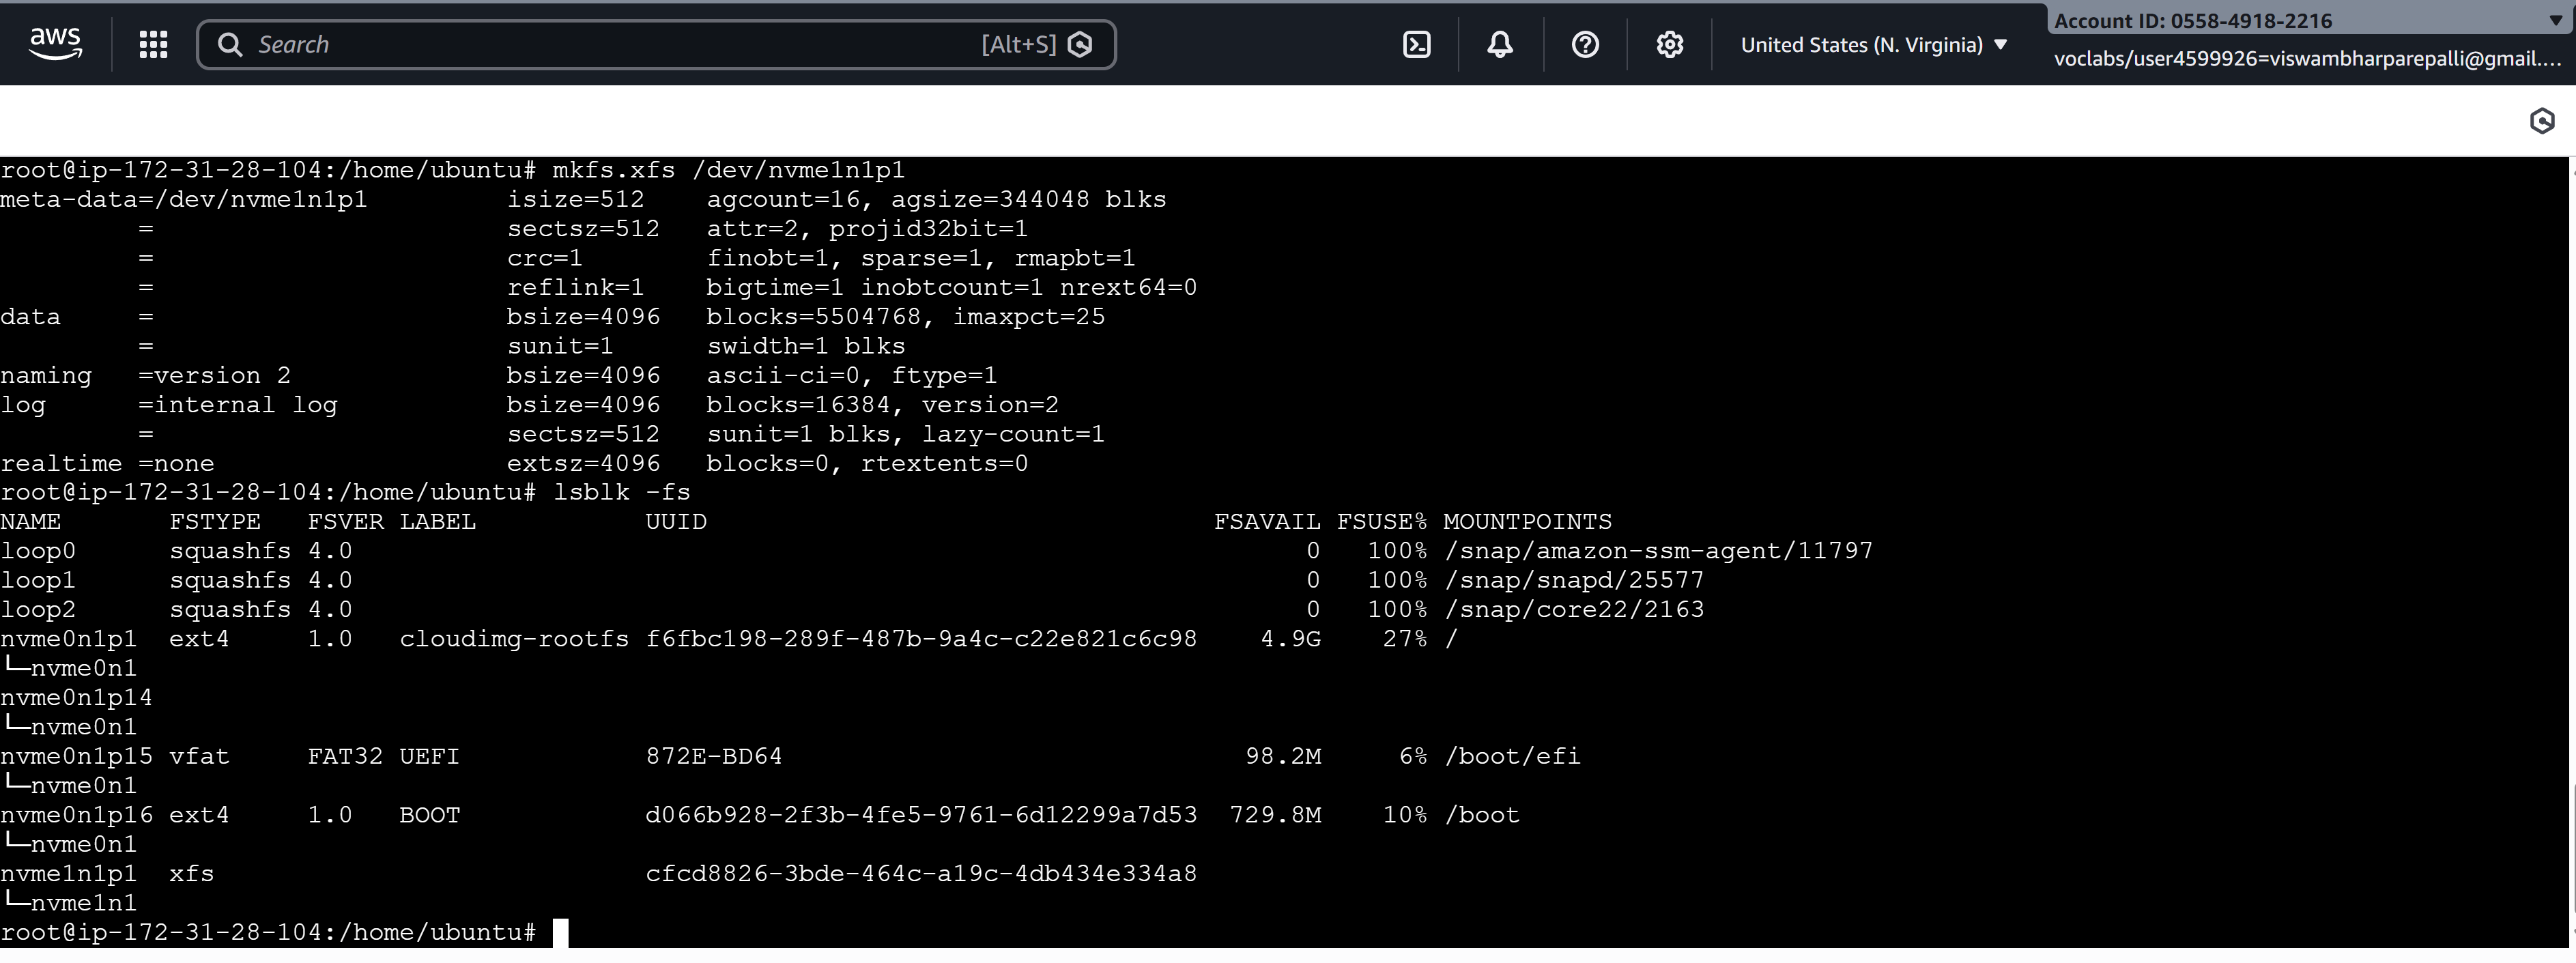 aws
Search [Alt+S]
United States (N. Virginia)
Account ID: 0558-4918-2216
voclabs/user4599926=viswambharparepalli@gmail....
root@ip-172-31-28-104:/home/ubuntu# mkfs.xfs /dev/nvme1n1p1
meta-data=/dev/nvme1n1p1         isize=512    agcount=16, agsize=344048 blks
         =                       sectsz=512   attr=2, projid32bit=1
         =                       crc=1        finobt=1, sparse=1, rmapbt=1
         =                       reflink=1    bigtime=1 inobtcount=1 nrext64=0
data     =                       bsize=4096   blocks=5504768, imaxpct=25
         =                       sunit=1      swidth=1 blks
naming   =version 2              bsize=4096   ascii-ci=0, ftype=1
log      =internal log           bsize=4096   blocks=16384, version=2
         =                       sectsz=512   sunit=1 blks, lazy-count=1
realtime =none                   extsz=4096   blocks=0, rtextents=0
root@ip-172-31-28-104:/home/ubuntu# lsblk -fs
NAME       FSTYPE   FSVER LABEL           UUID                                 FSAVAIL FSUSE% MOUNTPOINTS
loop0      squashfs 4.0                                                              0   100% /snap/amazon-ssm-agent/11797
loop1      squashfs 4.0                                                              0   100% /snap/snapd/25577
loop2      squashfs 4.0                                                              0   100% /snap/core22/2163
nvme0n1p1  ext4     1.0   cloudimg-rootfs f6fbc198-289f-487b-9a4c-c22e821c6c98    4.9G    27% /
└─nvme0n1
nvme0n1p14
└─nvme0n1
nvme0n1p15 vfat     FAT32 UEFI            872E-BD64                              98.2M     6% /boot/efi
└─nvme0n1
nvme0n1p16 ext4     1.0   BOOT            d066b928-2f3b-4fe5-9761-6d12299a7d53  729.8M    10% /boot
└─nvme0n1
nvme1n1p1  xfs                            cfcd8826-3bde-464c-a19c-4db434e334a8
└─nvme1n1
root@ip-172-31-28-104:/home/ubuntu#